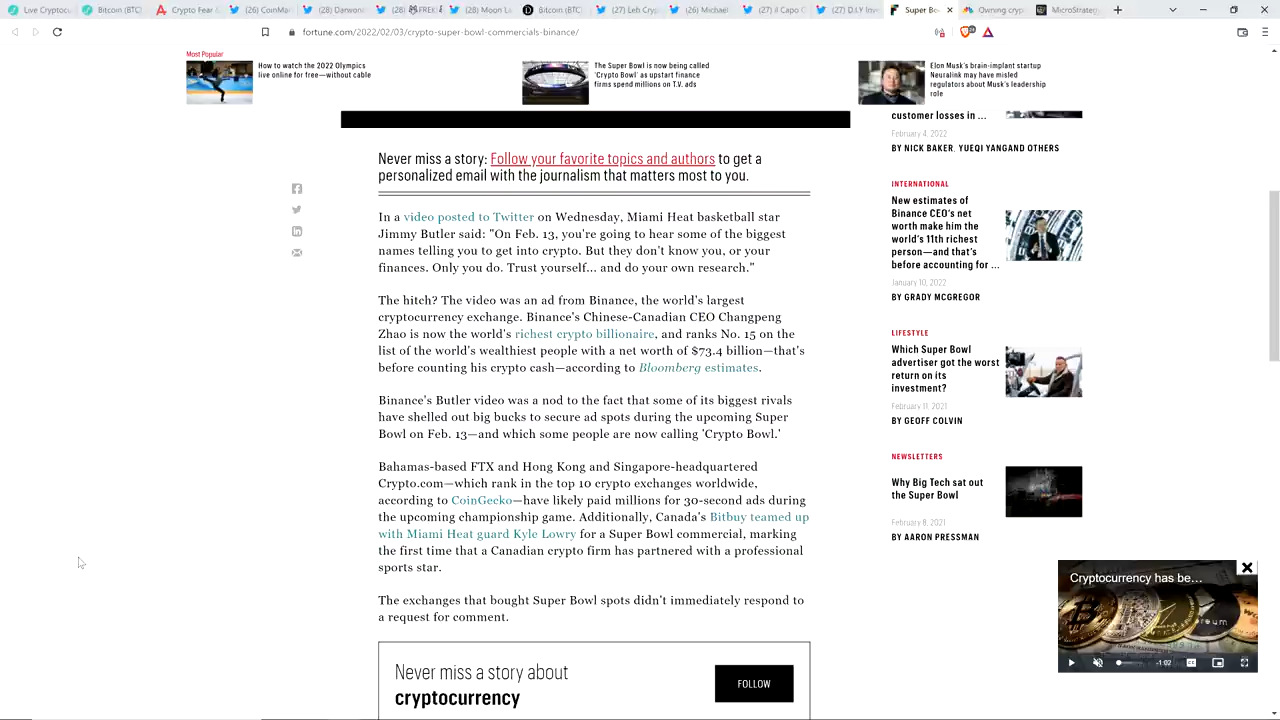 Live Cryptocu
Bitcoin(BTC)
Crypto Fear &
(26) CoinMar
(28) Damond
(28) Moon L
Bitcoin(BTC)
(27) Leb Cryp
(27) il Capo C
(27) D.I.Y Inv
Super Bo
Owning cryp
MicroStrateg
fortune.com/2022/02/03/crypto-super-bowl-commercials-binance/
Most Popular
How to watch the 2022 Olympics
live online for free—without cable
The Super Bowl is now being called
'Crypto Bowl' as upstart finance
firms spend millions on T.V. ads
Elon Musk's brain-implant startup
Neuralink may have misled
regulators about Musk's leadership
role
Never miss a story: Follow your favorite topics and authors to get a
personalized email with the journalism that matters most to you.
In a video posted to Twitter on Wednesday, Miami Heat basketball star
Jimmy Butler said: "On Feb. 13, you're going to hear some of the biggest
names telling you to get into crypto. But they don't know you, or your
finances. Only you do. Trust yourself... and do your own research."
The hitch? The video was an ad from Binance, the world's largest
cryptocurrency exchange. Binance's Chinese-Canadian CEO Changpeng
Zhao is now the world's richest crypto billionaire, and ranks No. 15 on the
list of the world's wealthiest people with a net worth of $73.4 billion—that's
before counting his crypto cash—according to Bloomberg estimates.
Binance's Butler video was a nod to the fact that some of its biggest rivals
have shelled out big bucks to secure ad spots during the upcoming Super
Bowl on Feb. 13—and which some people are now calling 'Crypto Bowl.'
Bahamas-based FTX and Hong Kong and Singapore-headquartered
Crypto.com—which rank in the top 10 crypto exchanges worldwide,
according to CoinGecko—have likely paid millions for 30-second ads during
the upcoming championship game. Additionally, Canada's Bitbuy teamed up
with Miami Heat guard Kyle Lowry for a Super Bowl commercial, marking
the first time that a Canadian crypto firm has partnered with a professional
sports star.
The exchanges that bought Super Bowl spots didn't immediately respond to
a request for comment.
Never miss a story about
cryptocurrency
FOLLOW
customer losses in ...
February 4, 2022
BY NICK BAKER, YUEQI YANGAND OTHERS
INTERNATIONAL
New estimates of
Binance CEO's net
worth make him the
world's 11th richest
person—and that's
before accounting for ...
January 10, 2022
BY GRADY MCGREGOR
LIFESTYLE
Which Super Bowl
advertiser got the worst
return on its
investment?
February 11, 2021
BY GEOFF COLVIN
NEWSLETTERS
Why Big Tech sat out
the Super Bowl
February 8, 2021
BY AARON PRESSMAN
Cryptocurrency has be...
-1:02